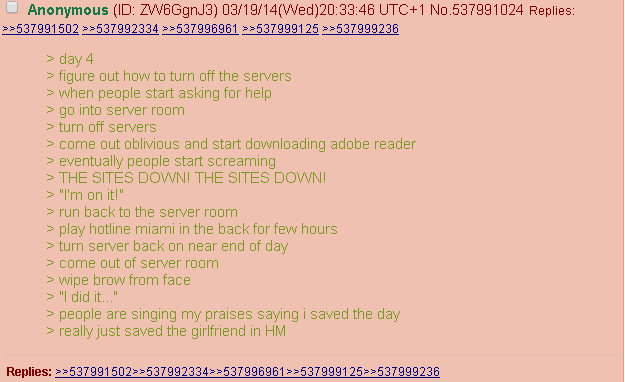 Anonymous (ID: ZW6GgnJ3) 03/19/14(Wed)20:33:46 UTC+1 No.537991024 Replies:
>>537991502 >>537992334 >>537996961 >>537999125 >>537999236
> day 4
> figure out how to turn off the servers
> when people start asking for help
> go into server room
> turn off servers
> come out oblivious and start downloading adobe reader
> eventually people start screaming
> THE SITES DOWN! THE SITES DOWN!
> "I'm on it!"
> run back to the server room
> play hotline miami in the back for few hours
> turn server back on near end of day
> come out of server room
> wipe brow from face
> "I did it..."
> people are singing my praises saying i saved the day
> really just saved the girlfriend in HM
Replies: >>537991502>>537992334>>537996961>>537999125>>537999236